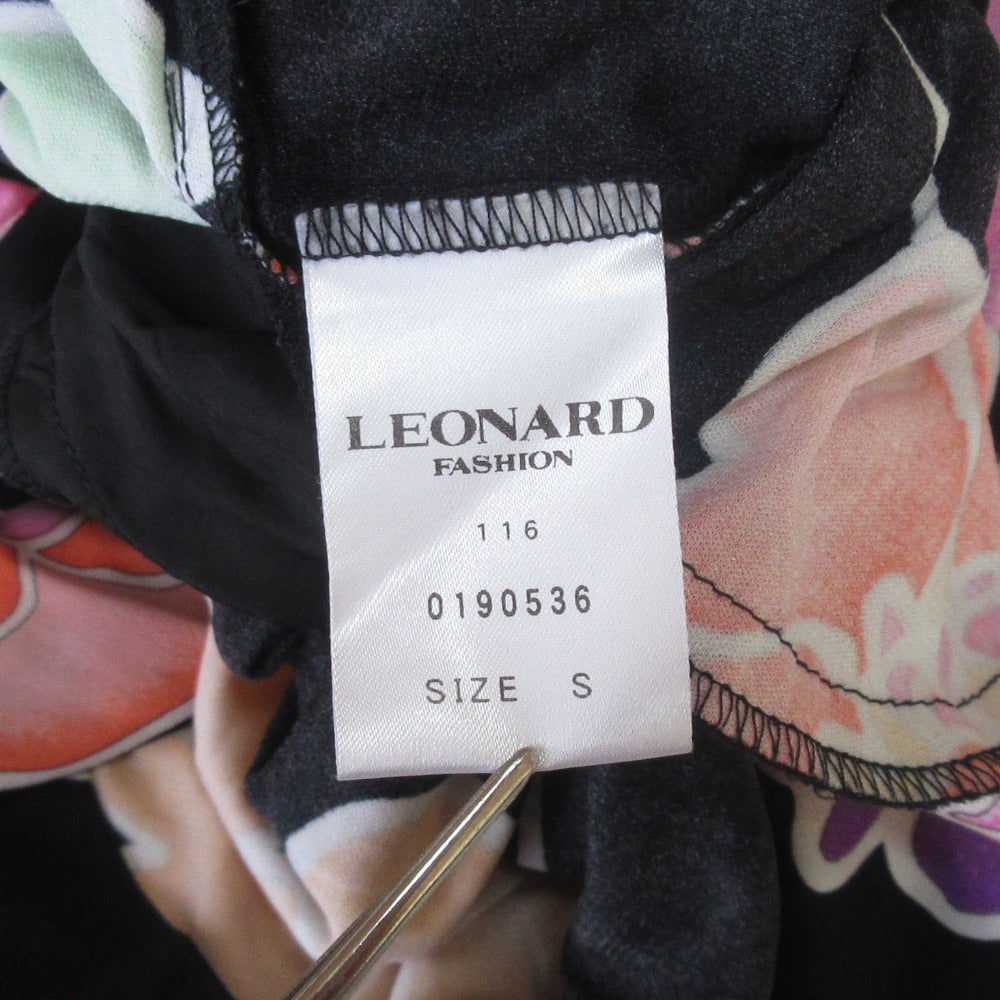 LEONARD
FASHION
116
0190536
SIZE S